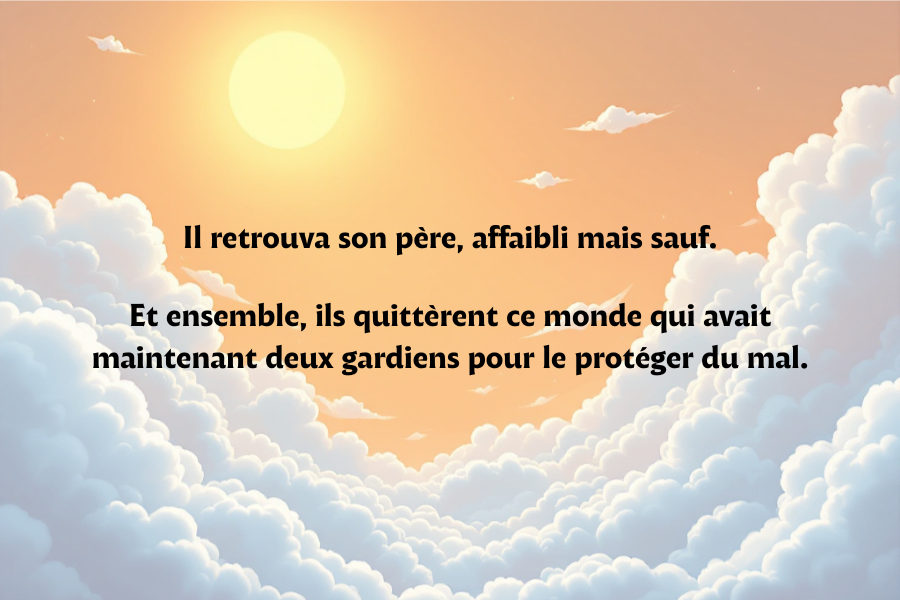 Il retrouva son père, affaibli mais sauf.
Et ensemble, ils quittèrent ce monde qui avait
maintenant deux gardiens pour le protéger du mal.